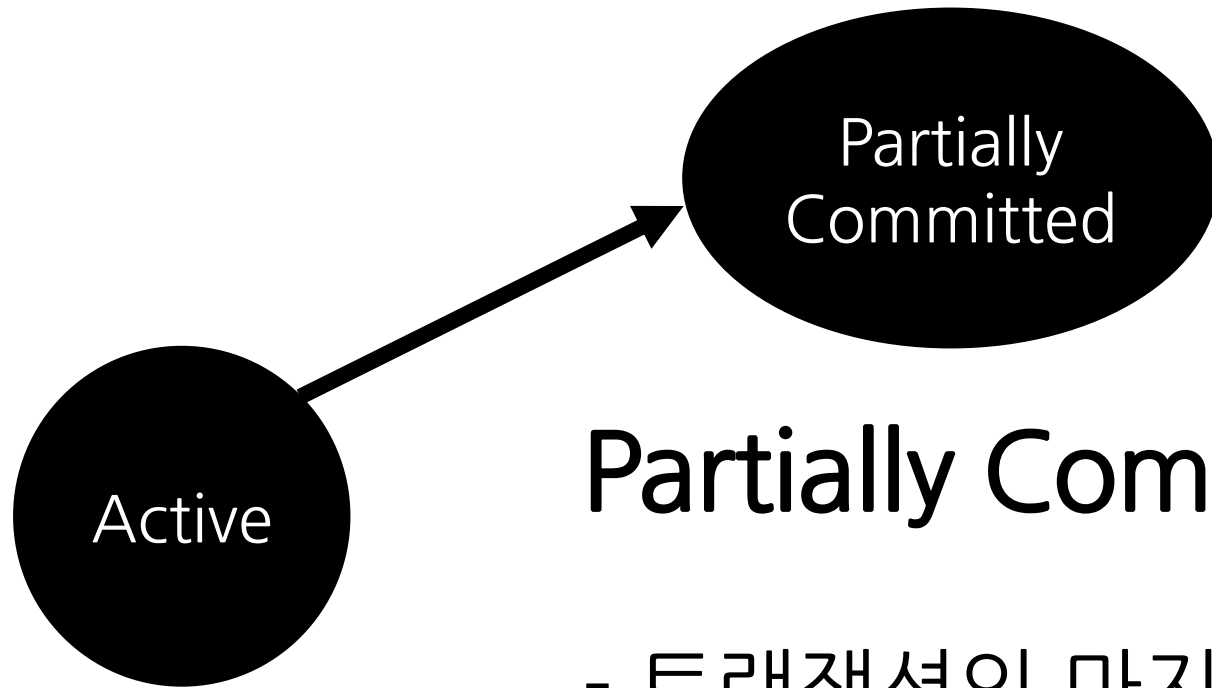 Partially
Committed
Active
Partially Com
- 트랜잭션의 마지